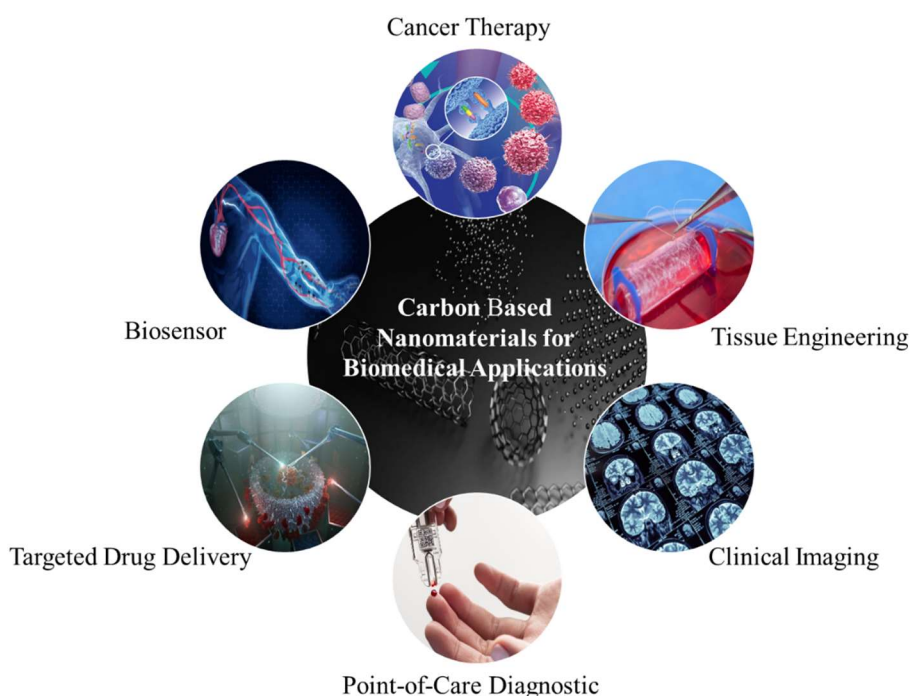 Cancer Therapy
Carbon Based
Nanomaterials for
Biomedical Applications
Biosensor
Tissue Engineering
Targeted Drug Delivery
Clinical Imaging
Point-of-Care Diagnostic